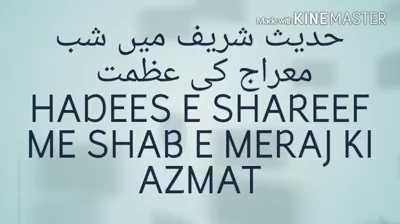 Made with KINEMASTER
حدیث شریف میں شب
معراج کی عظمت
HADEES E SHAREEF
ME SHAB E MERAJ KI
AZMAT